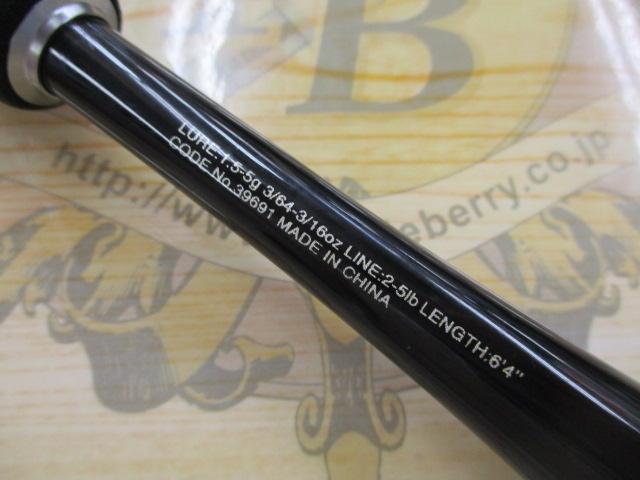 B
LURE:1.5-5g 3/64-3/16oz LINE:2-5lb LENGTH:6'4"
CODE No.39691 MADE IN CHINA
http://www. eberry.co.jp